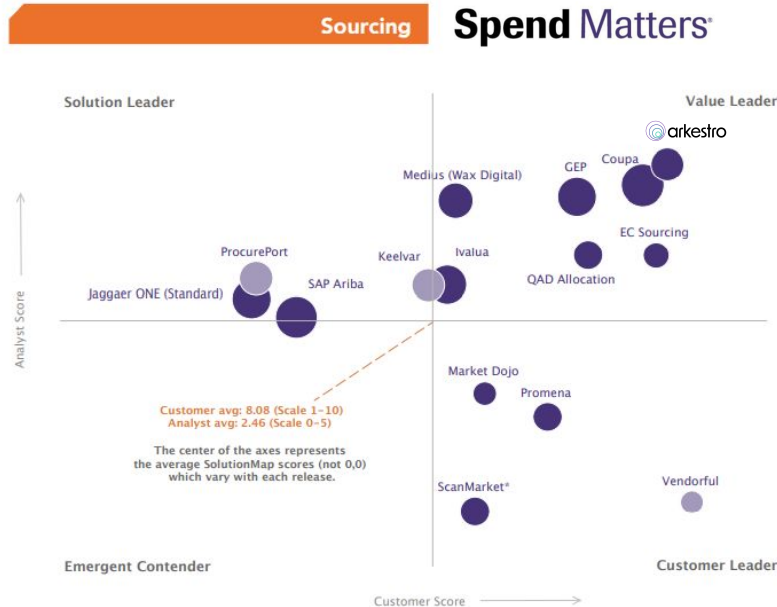 Sourcing
Spend Matters®
Solution Leader
Value Leader
arkestro
Coupa
GEP
Medius (Wax Digital)
EC Sourcing
ProcurePort
Keelvar
Ivalua
QAD Allocation
SAP Ariba
Jaggaer ONE (Standard)
Analyst Score
Market Dojo
Promena
Customer avg: 8.08 (Scale 1-10)
Analyst avg: 2.46 (Scale 0-5)
The center of the axes represents
the average SolutionMap scores (not 0,0)
which vary with each release.
ScanMarket*
Vendorful
Emergent Contender
Customer Leader
Customer Score